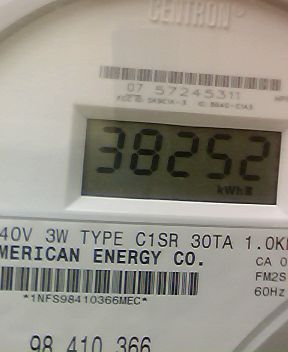 CENTRON®
07 57245311
38252
kWh
40V 3W TYPE C1SR 30TA 1.0K
MERICAN ENERGY CO.
CA 0
FM2S
60Hz
*1NFS98410366MEC*
98 410 366